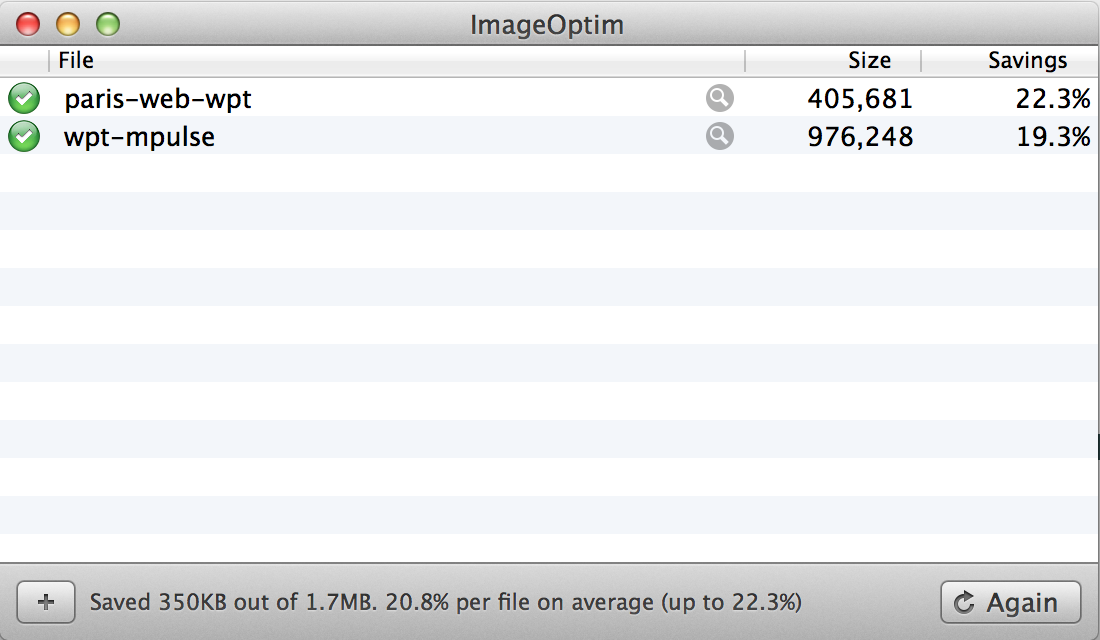 ImageOptim
File Size Savings
paris-web-wpt 405,681 22.3%
wpt-mpulse 976,248 19.3%
+ Saved 350KB out of 1.7MB. 20.8% per file on average (up to 22.3%) Again